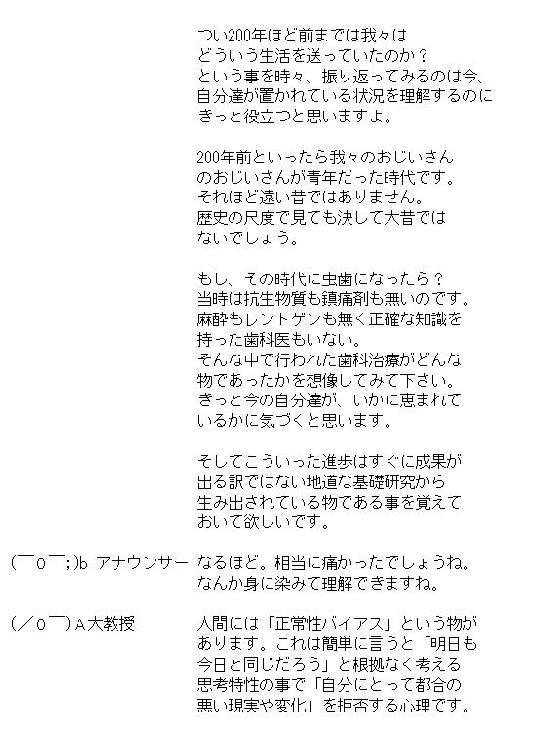 つい200年ほど前までは我々は
どういう生活を送っていたのか?
という事を時々、振り返ってみるのは今、
自分達が置かれている状況を理解するのに
きっと役立つと思いますよ。
200年前といったら我々のおじいさん
のおじいさんが青年だった時代です。
それほど遠い昔ではありません。
歴史の尺度で見ても決して大昔では
ないでしょう。
もし、その時代に虫歯になったら?
当時は抗生物質も鎮痛剤も無いのです。
麻酔もレントゲンも無く正確な知識を
持った歯科医もいない。
そんな中で行われた歯科治療がどんな
物であったかを想像してみて下さい。
きっと今の自分達が、いかに恵まれて
いるかに気づくと思います。
そしてこういった進歩はすぐに成果が
出る訳ではない地道な基礎研究から
生み出されている物である事を覚えて
おいて欲しいです。
(￣o￣;)b アナウンサー なるほど。相当に痛かったでしょうね。
なんか身に染みて理解できますね。
(／o￣)A大教授 人間には「正常性バイアス」という物が
あります。これは簡単に言うと「明日も
今日と同じだろう」と根拠なく考える
思考特性の事で「自分にとって都合の
悪い現実や変化」を拒否する心理です。